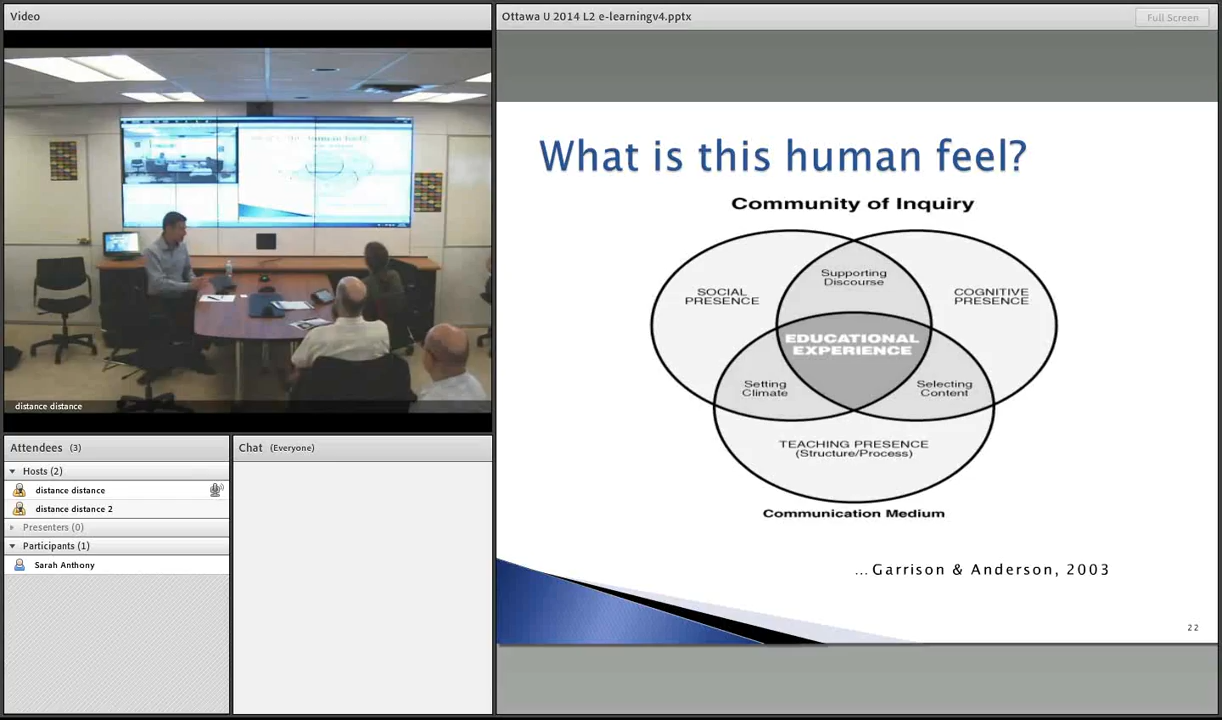 Video
Ottawa U 2014 L2 e-learningv4.pptx
Full Screen
distance distance
Attendees (3)
Hosts (2)
distance distance
distance distance 2
Presenters (0)
Participants (1)
Sarah Anthony
Chat (Everyone)
What is this human feel?
Community of Inquiry
SOCIAL
PRESENCE
Supporting
Discourse
COGNITIVE
PRESENCE
EDUCATIONAL
EXPERIENCE
Setting
Climate
Selecting
Content
TEACHING PRESENCE
(Structure/Process)
Communication Medium
...Garrison & Anderson, 2003
22